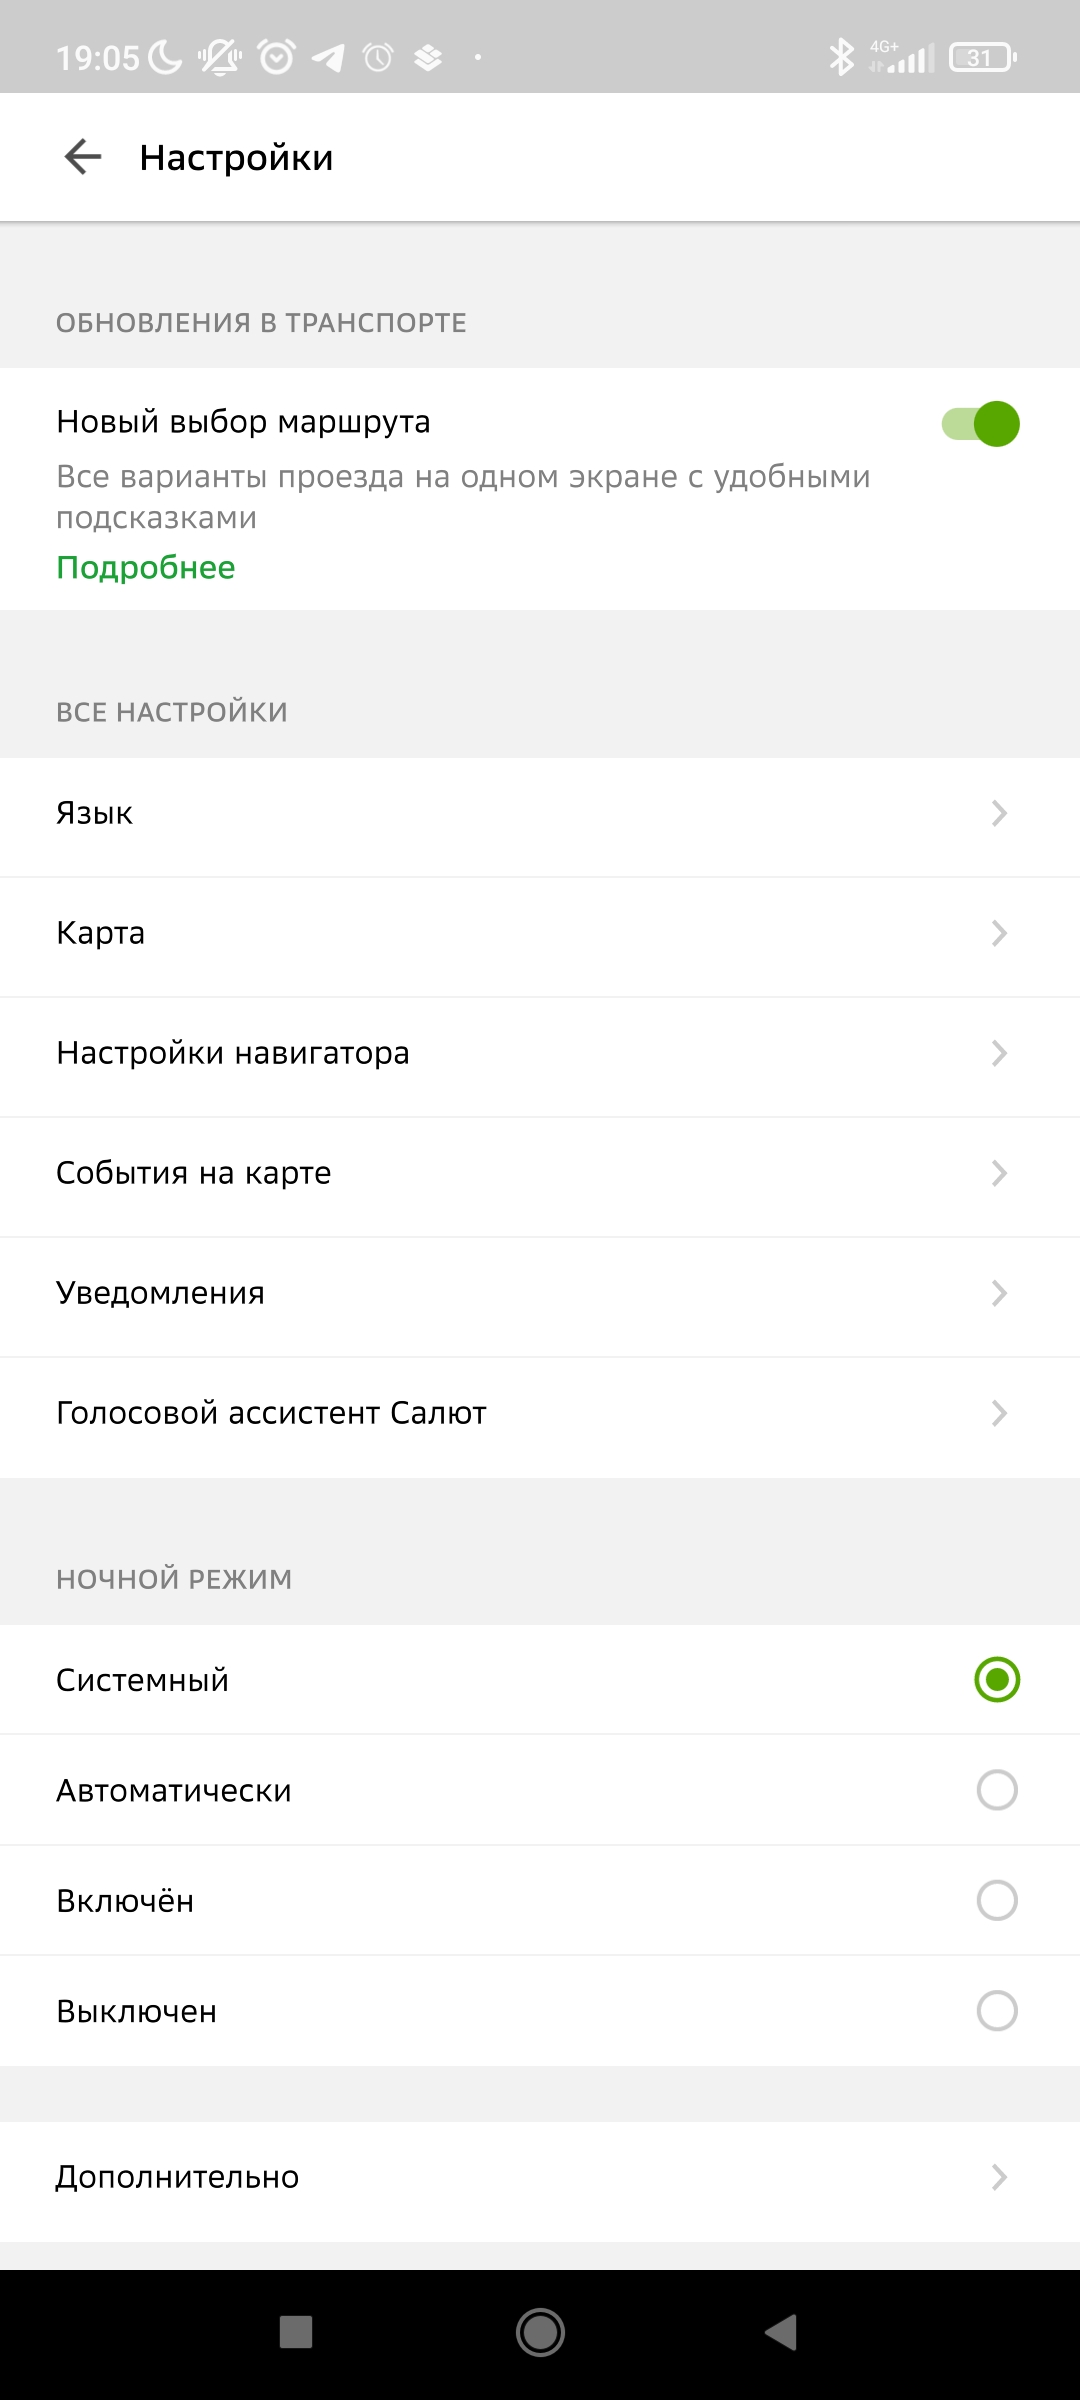 19:05
4G+
31
Настройки
ОБНОВЛЕНИЯ В ТРАНСПОРТЕ
Новый выбор маршрута
Все варианты проезда на одном экране с удобными
подсказками
Подробнее
ВСЕ НАСТРОЙКИ
Язык
Карта
Настройки навигатора
События на карте
Уведомления
Голосовой ассистент Салют
НОЧНОЙ РЕЖИМ
Системный
Автоматически
Включён
Выключен
Дополнительно